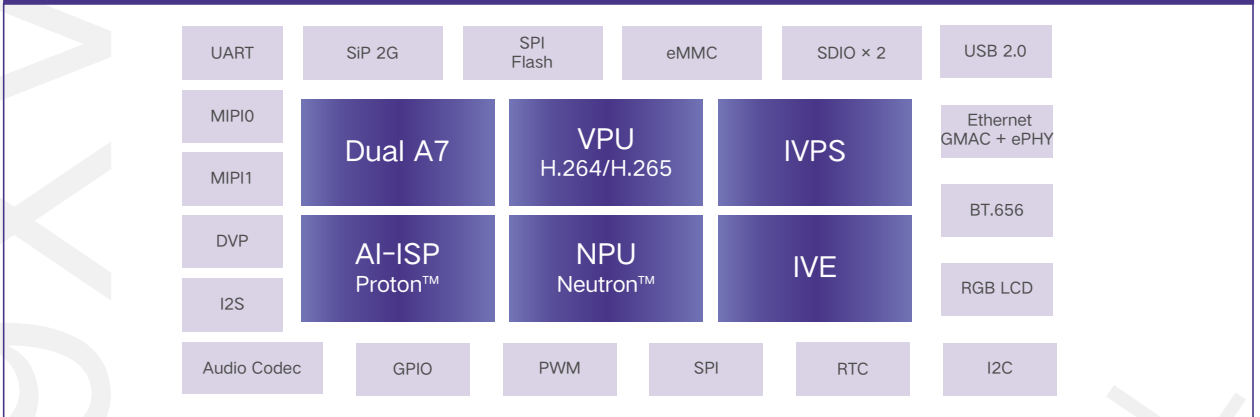 UART
SiP 2G
SPI
Flash
eMMC
SDIO × 2
USB 2.0
MIPI0
MIPI1
DVP
I2S
Dual A7
VPU
H.264/H.265
IVPS
AI-ISP
Proton™
NPU
Neutron™
IVE
Ethernet
GMAC + ePHY
BT.656
RGB LCD
Audio Codec
GPIO
PWM
SPI
RTC
I2C